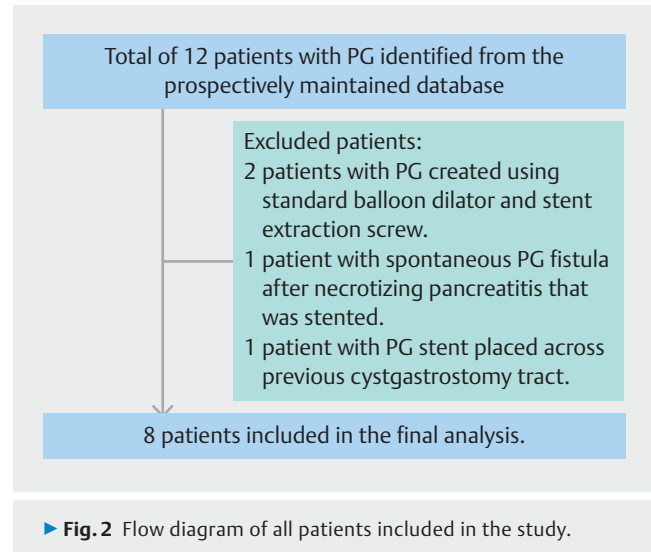 Total of 12 patients with PG identified from the
prospectively maintained database
Excluded patients:
2 patients with PG created using
standard balloon dilator and stent
extraction screw.
1 patient with spontaneous PG fistula
after necrotizing pancreatitis that
was stented.
1 patient with PG stent placed across
previous cystgastrostomy tract.
8 patients included in the final analysis.
▶ Fig. 2 Flow diagram of all patients included in the study.